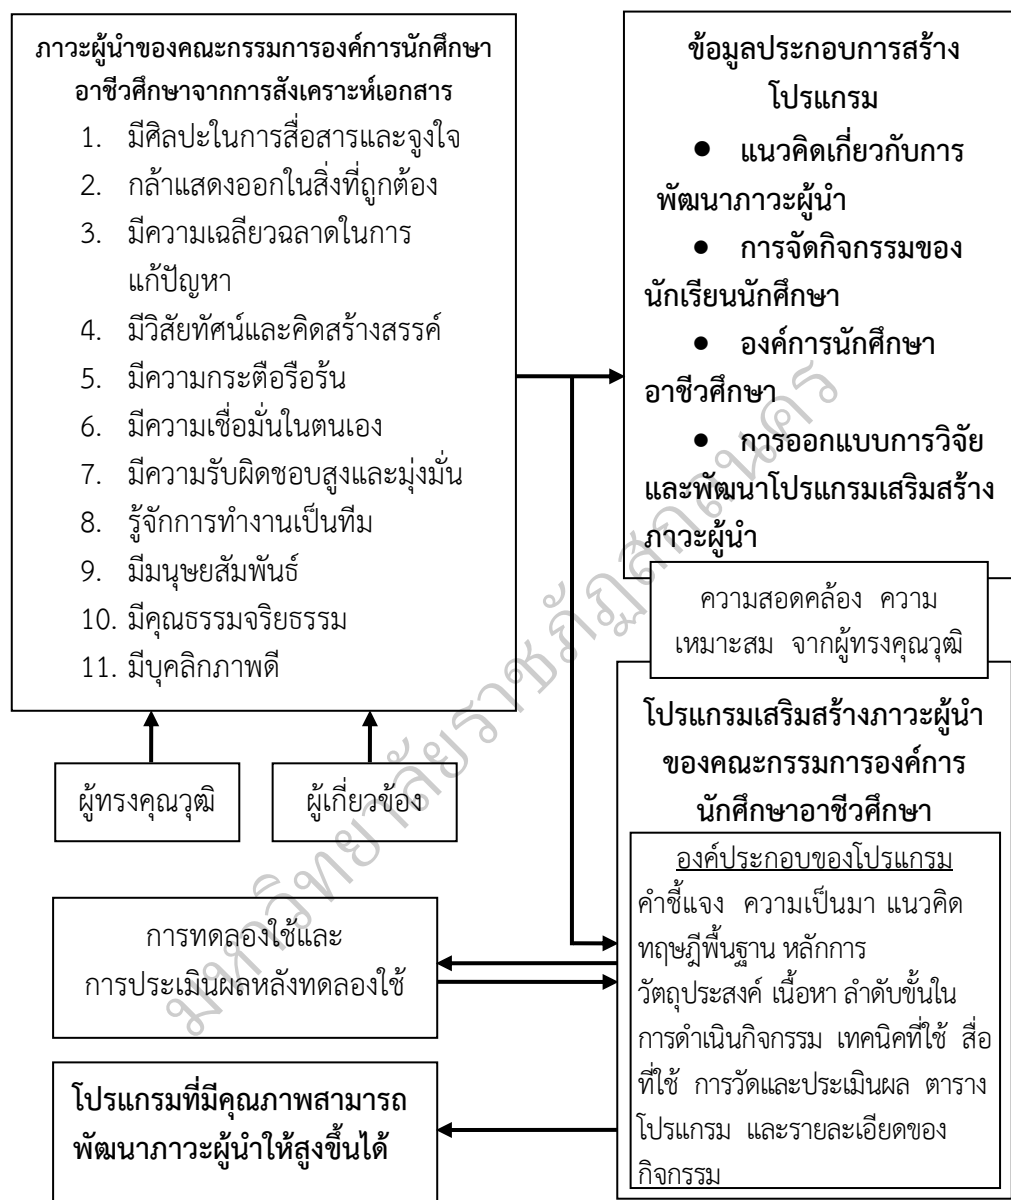 ภาวะผู้นำของคณะกรรมการองค์การนักศึกษา
อาชีวศึกษาจากการสังเคราะห์เอกสาร
1. มีศิลปะในการสื่อสารและจูงใจ
2. กล้าแสดงออกในสิ่งที่ถูกต้อง
3. มีความเฉลียวฉลาดในการ
แก้ปัญหา
4. มีวิสัยทัศน์และคิดสร้างสรรค์
5. มีความกระตือรือร้น
6. มีความเชื่อมั่นในตนเอง
7. มีความรับผิดชอบสูงและมุ่งมั่น
8. รู้จักการทำงานเป็นทีม
9. มีมนุษยสัมพันธ์
10. มีคุณธรรมจริยธรรม
11. มีบุคลิกภาพดี
ผู้ทรงคุณวุฒิ
ผู้เกี่ยวข้อง
ข้อมูลประกอบการสร้าง
โปรแกรม
● แนวคิดเกี่ยวกับการ
พัฒนาภาวะผู้นำ
● การจัดกิจกรรมของ
นักเรียนนักศึกษา
● องค์การนักศึกษา
อาชีวศึกษา
● การออกแบบการวิจัย
และพัฒนาโปรแกรมเสริมสร้าง
ภาวะผู้นำ
ความสอดคล้อง ความ
เหมาะสม จากผู้ทรงคุณวุฒิ
โปรแกรมเสริมสร้างภาวะผู้นำ
ของคณะกรรมการองค์การ
นักศึกษาอาชีวศึกษา
องค์ประกอบของโปรแกรม
คำชี้แจง ความเป็นมา แนวคิด
ทฤษฎีพื้นฐาน หลักการ
วัตถุประสงค์ เนื้อหา ลำดับขั้นใน
การดำเนินกิจกรรม เทคนิคที่ใช้ สื่อ
ที่ใช้ การวัดและประเมินผล ตาราง
โปรแกรม และรายละเอียดของ
กิจกรรม
การทดลองใช้และ
การประเมินผลหลังทดลองใช้
โปรแกรมที่มีคุณภาพสามารถ
พัฒนาภาวะผู้นำให้สูงขึ้นได้
มหาวิทยาลัยราชภัฏสกลนคร